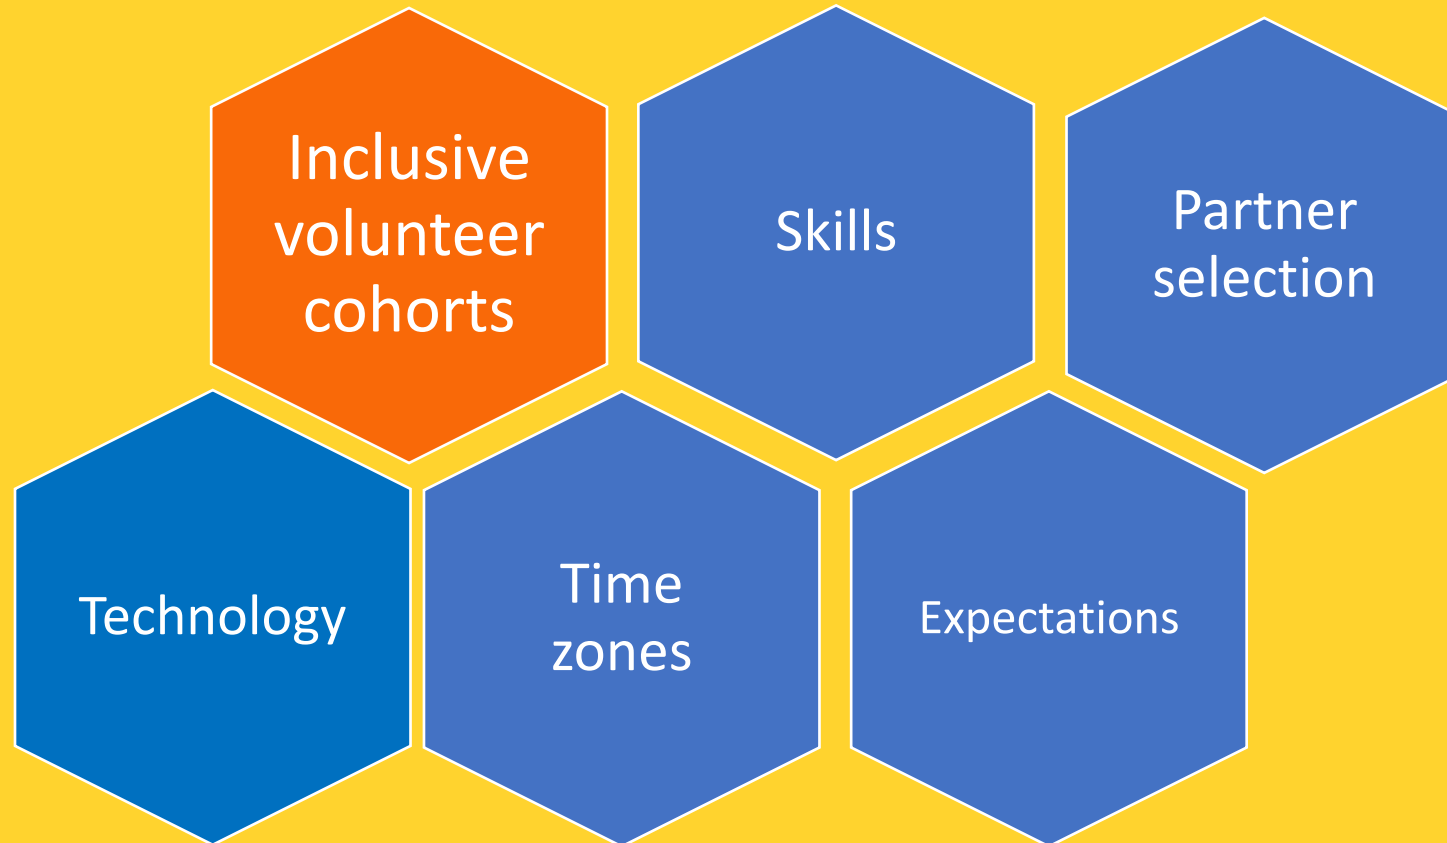 Inclusive
volunteer
cohorts
Skills
Partner
selection
Technology
Time
zones
Expectations